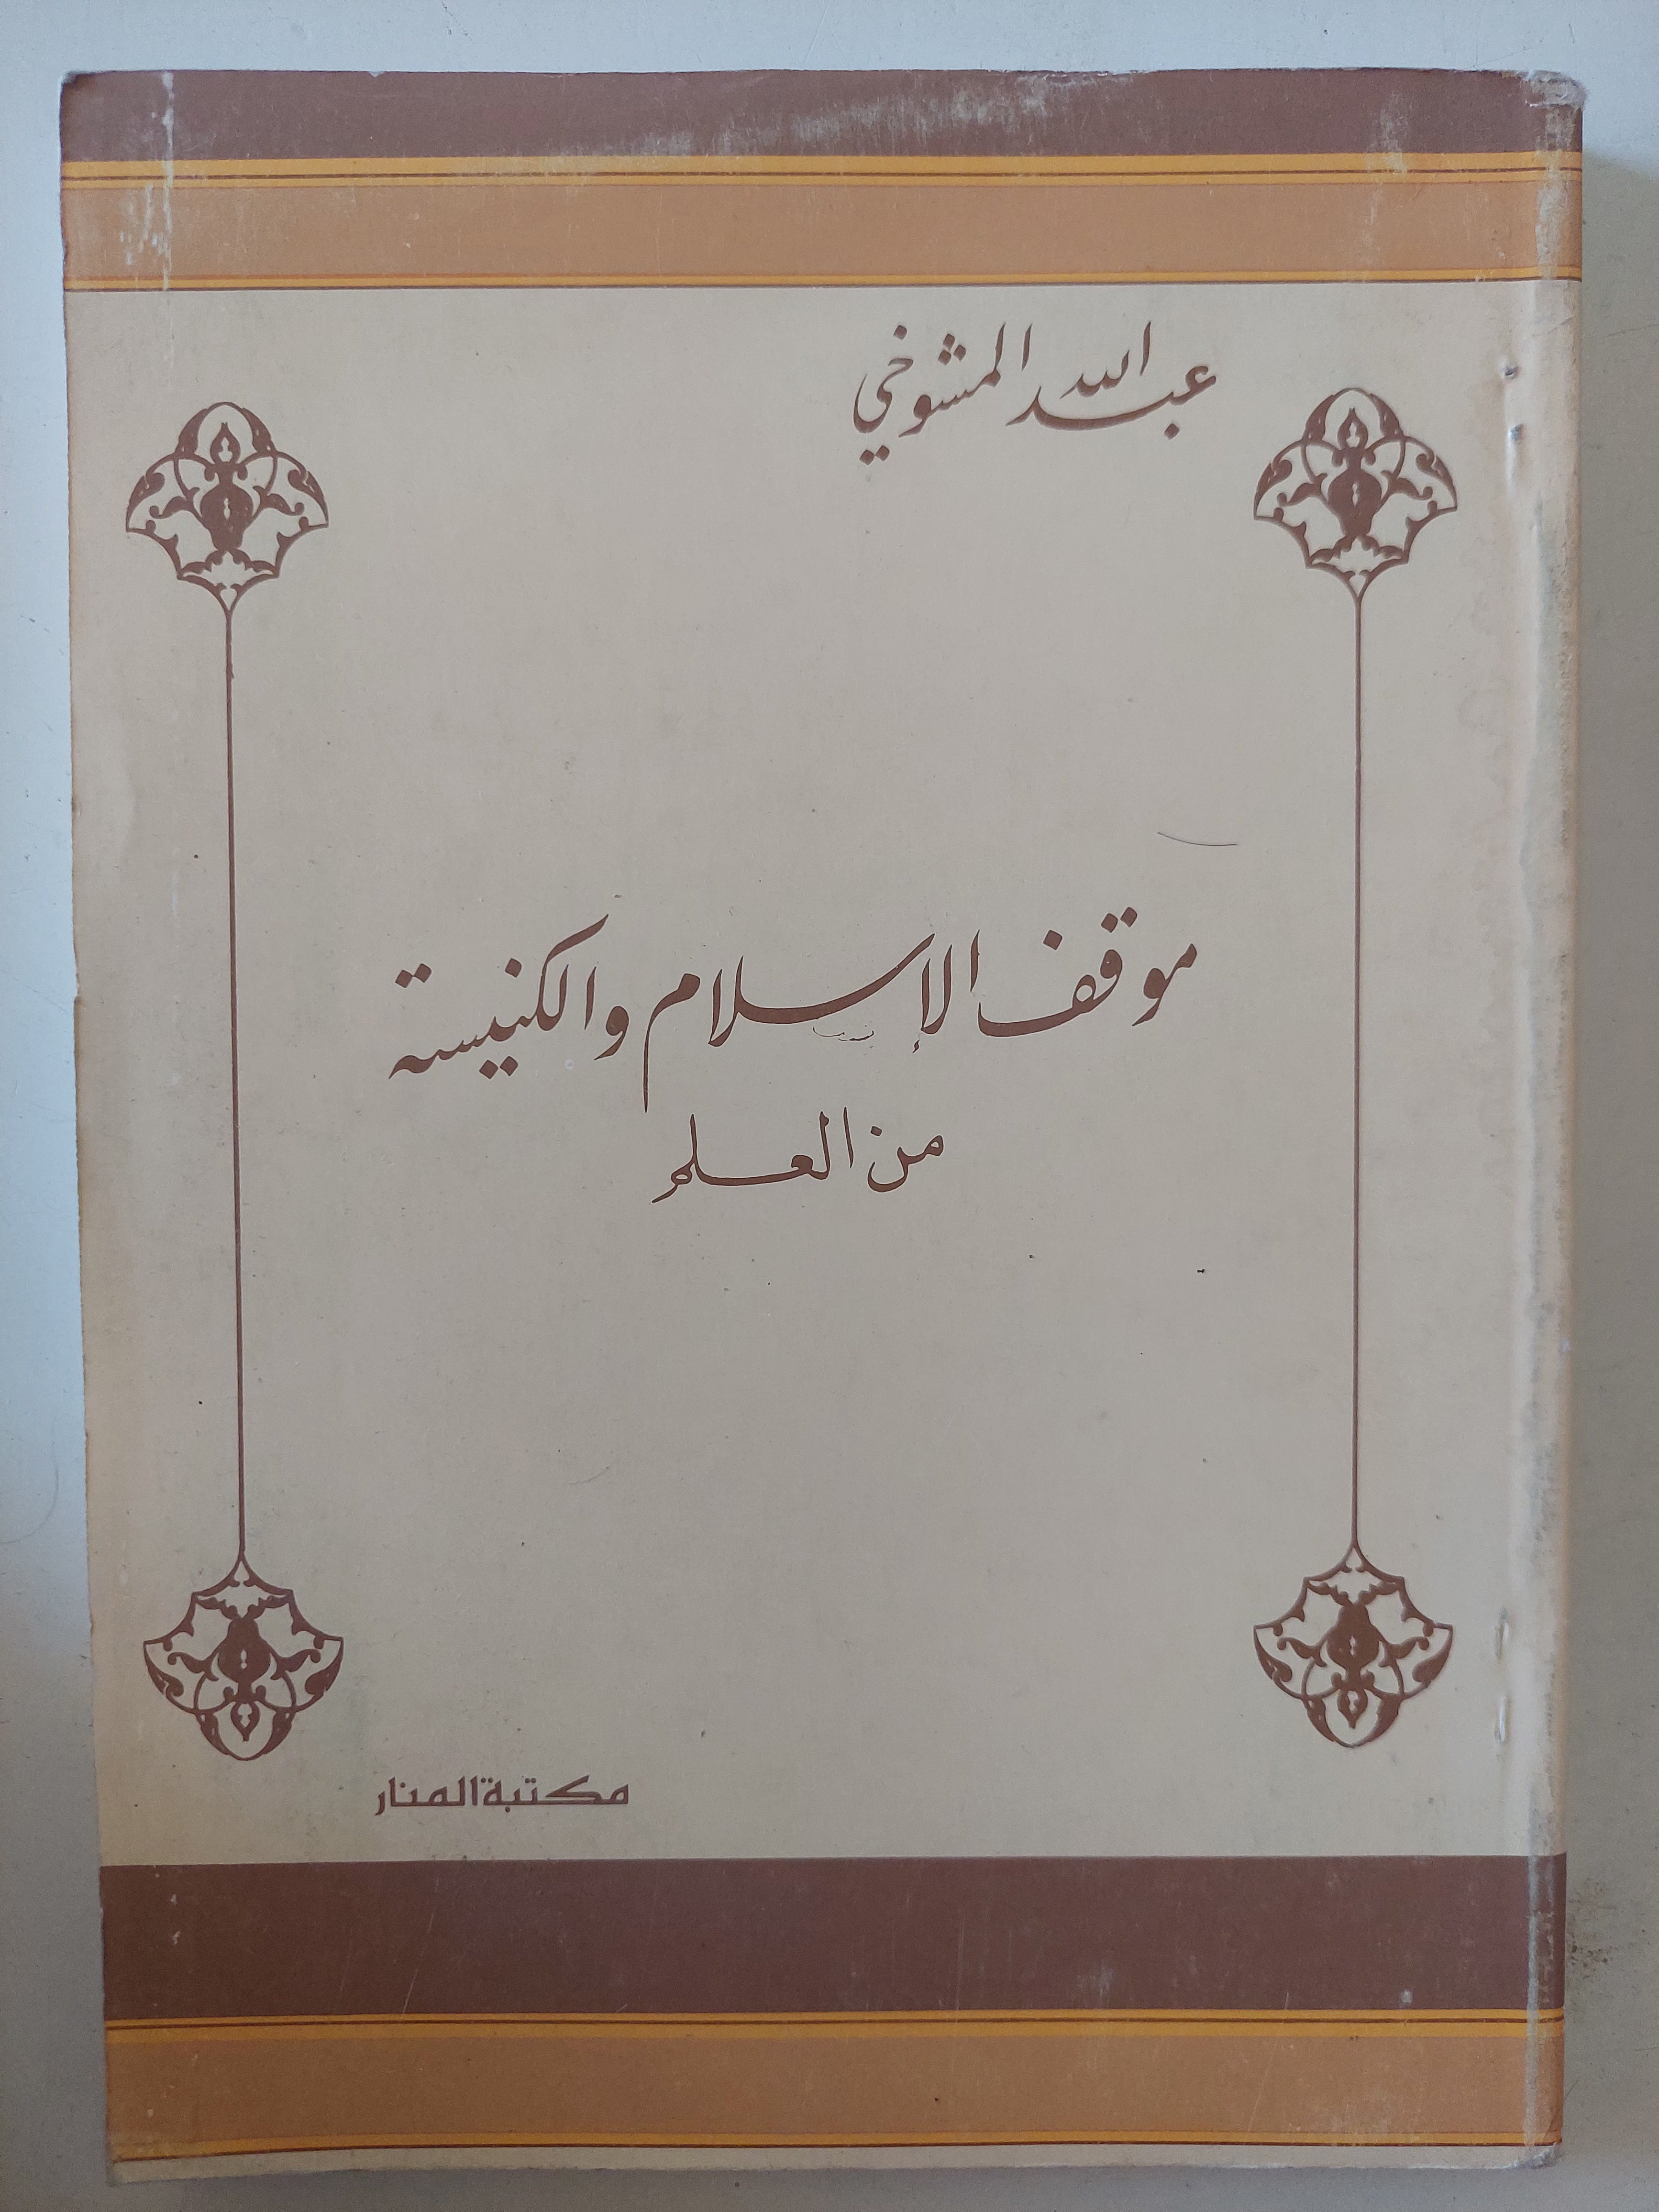 عبد الله المشوخي
موقف الإسلام والكنيسة
من العلم
مكتبة المنار